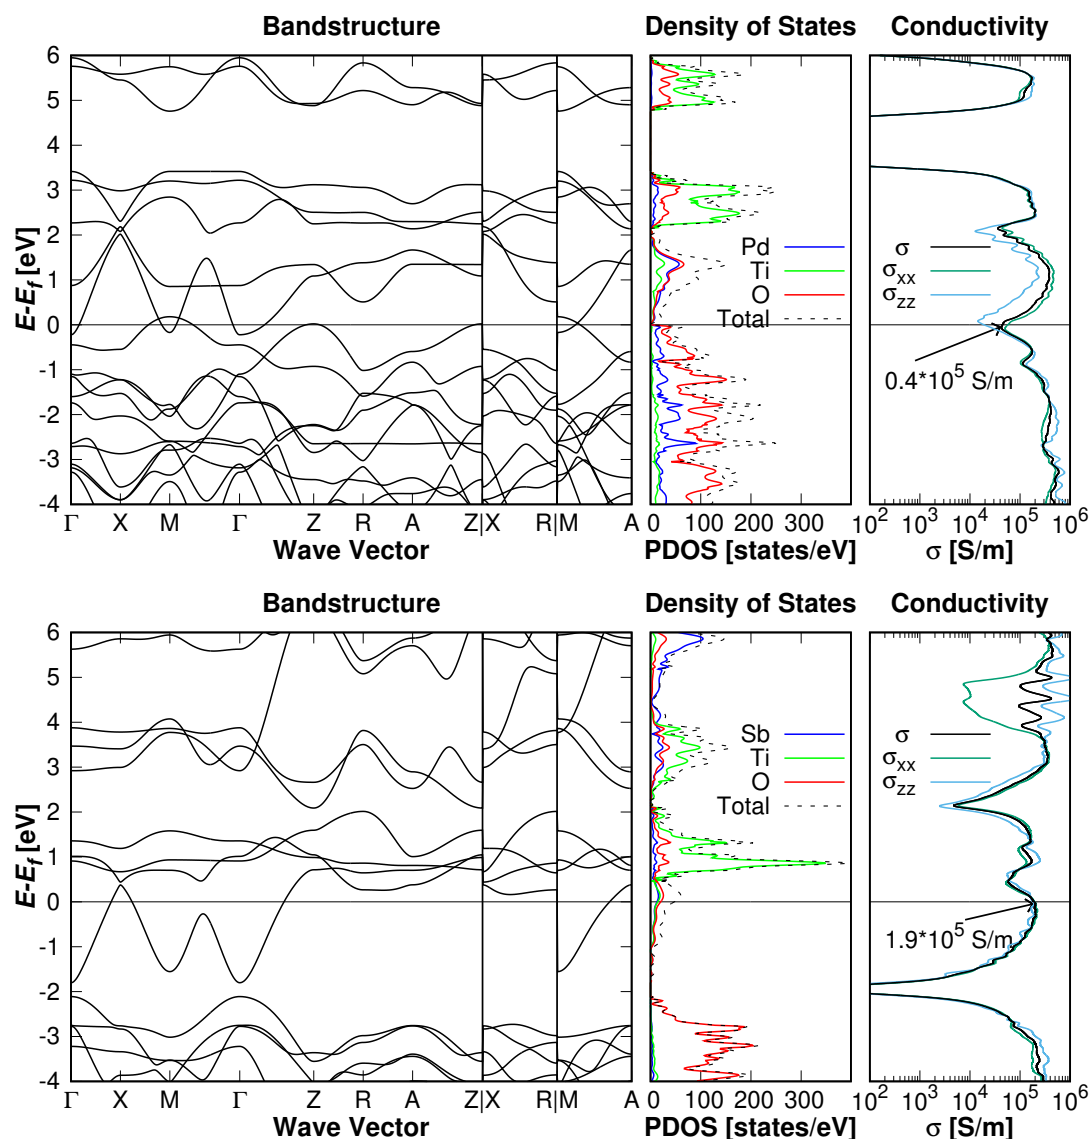 Bandstructure Density of States Conductivity
6
5
4
3
2
1
0
-1
-2
-3
-4
E-E_f [eV]
Pd
Ti
O
Total
σ
σ_xx
σ_zz
0.4*10^5 S/m
Γ X M Γ Z R A Z|X R|M A
0 100 200 300
10^2 10^3 10^4 10^5 10^6
Wave Vector PDOS [states/eV] σ [S/m]
Bandstructure Density of States Conductivity
6
5
4
3
2
1
0
-1
-2
-3
-4
E-E_f [eV]
Sb
Ti
O
Total
σ
σ_xx
σ_zz
1.9*10^5 S/m
Γ X M Γ Z R A Z|X R|M A
0 100 200 300
10^2 10^3 10^4 10^5 10^6
Wave Vector PDOS [states/eV] σ [S/m]